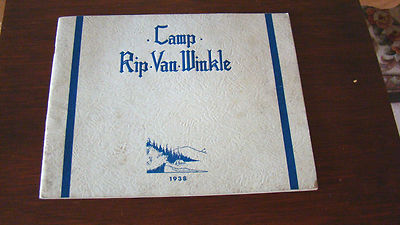 · Camp
Rip · Van · Winkle
1938